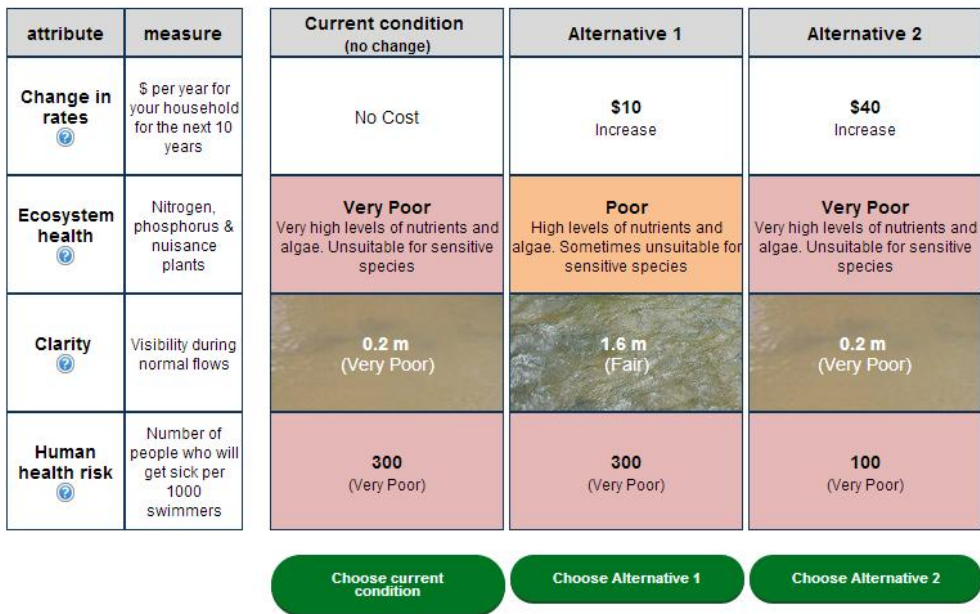 attribute
measure
Current condition
(no change)
Alternative 1
Alternative 2
Change in
rates
?
$ per year for
your household
for the next 10
years
No Cost
$10
Increase
$40
Increase
Ecosystem
health
?
Nitrogen,
phosphorus &
nuisance
plants
Very Poor
Very high levels of nutrients and
algae. Unsuitable for sensitive
species
Poor
High levels of nutrients and
algae. Sometimes unsuitable for
sensitive species
Very Poor
Very high levels of nutrients and
algae. Unsuitable for sensitive
species
Clarity
?
Visibility during
normal flows
0.2 m
(Very Poor)
1.6 m
(Fair)
0.2 m
(Very Poor)
Human
health risk
?
Number of
people who will
get sick per
1000
swimmers
300
(Very Poor)
300
(Very Poor)
100
(Very Poor)
Choose current
condition
Choose Alternative 1
Choose Alternative 2